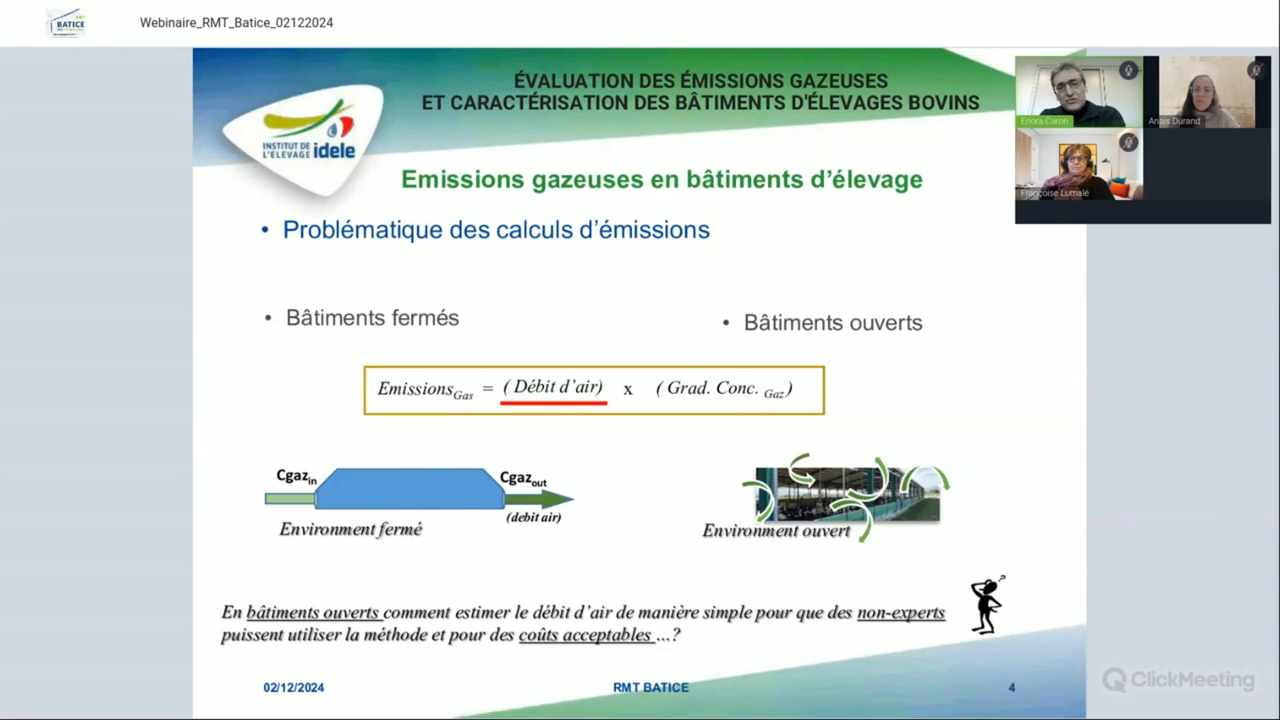 Webinaire_RMT_Batice_02122024
BATICE
ÉVALUATION DES ÉMISSIONS GAZEUSES
ET CARACTÉRISATION DES BÂTIMENTS D'ÉLEVAGES BOVINS
Enora Caron
Anaïs Durand
Françoise Lumalé
INSTITUT DE
L'ELEVAGE idele
Emissions gazeuses en bâtiments d’élevage
• Problématique des calculs d’émissions
• Bâtiments fermés
• Bâtiments ouverts
Emissions Gas = ( Débit d’air) x ( Grad. Conc. Gaz )
Cgaz in
Cgaz out
(debit air)
Environment fermé
Environment ouvert
En bâtiments ouverts comment estimer le débit d’air de manière simple pour que des non-experts
puissent utiliser la méthode et pour des coûts acceptables …?
02/12/2024
RMT BATICE
4
ClickMeeting